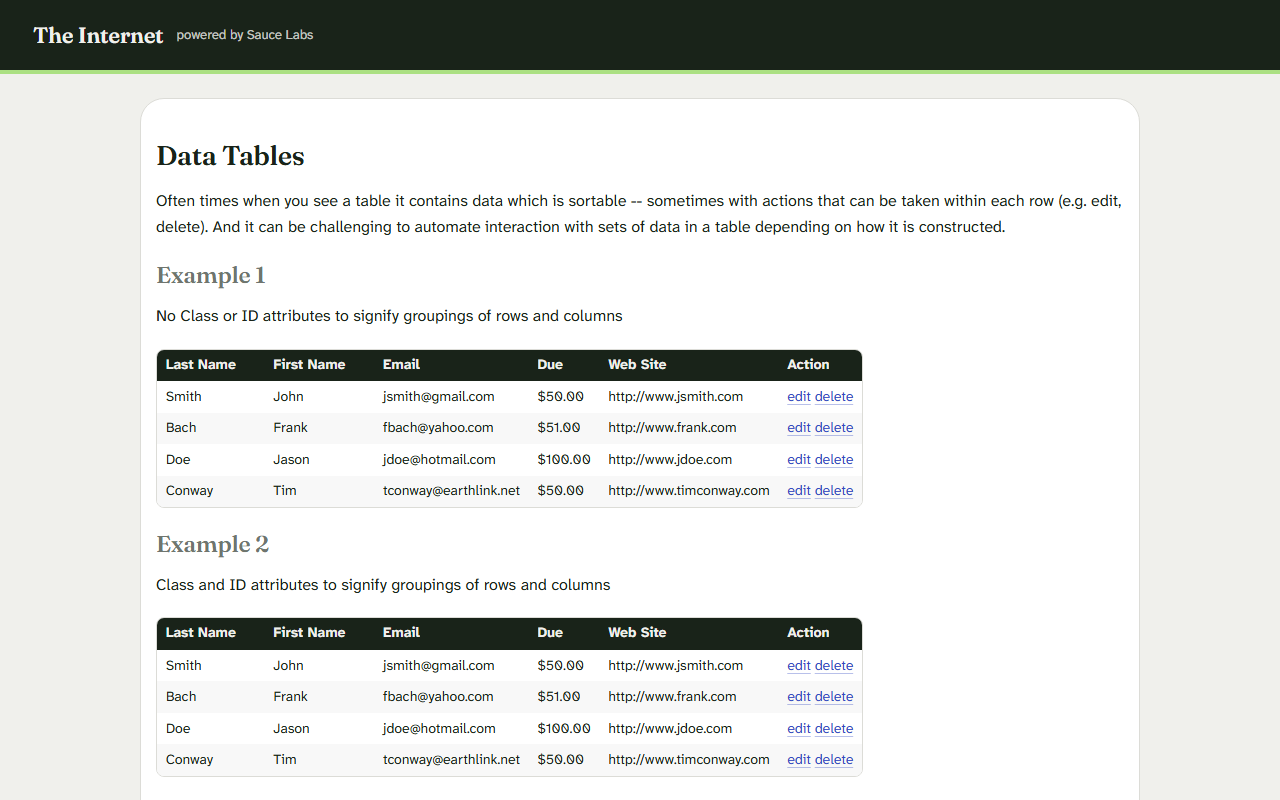 The Internet powered by Sauce Labs
Data Tables
Often times when you see a table it contains data which is sortable -- sometimes with actions that can be taken within each row (e.g. edit,
delete). And it can be challenging to automate interaction with sets of data in a table depending on how it is constructed.
Example 1
No Class or ID attributes to signify groupings of rows and columns
Last Name First Name Email Due Web Site Action
Smith John jsmith@gmail.com $50.00 http://www.jsmith.com edit delete
Bach Frank fbach@yahoo.com $51.00 http://www.frank.com edit delete
Doe Jason jdoe@hotmail.com $100.00 http://www.jdoe.com edit delete
Conway Tim tconway@earthlink.net $50.00 http://www.timconway.com edit delete
Example 2
Class and ID attributes to signify groupings of rows and columns
Last Name First Name Email Due Web Site Action
Smith John jsmith@gmail.com $50.00 http://www.jsmith.com edit delete
Bach Frank fbach@yahoo.com $51.00 http://www.frank.com edit delete
Doe Jason jdoe@hotmail.com $100.00 http://www.jdoe.com edit delete
Conway Tim tconway@earthlink.net $50.00 http://www.timconway.com edit delete